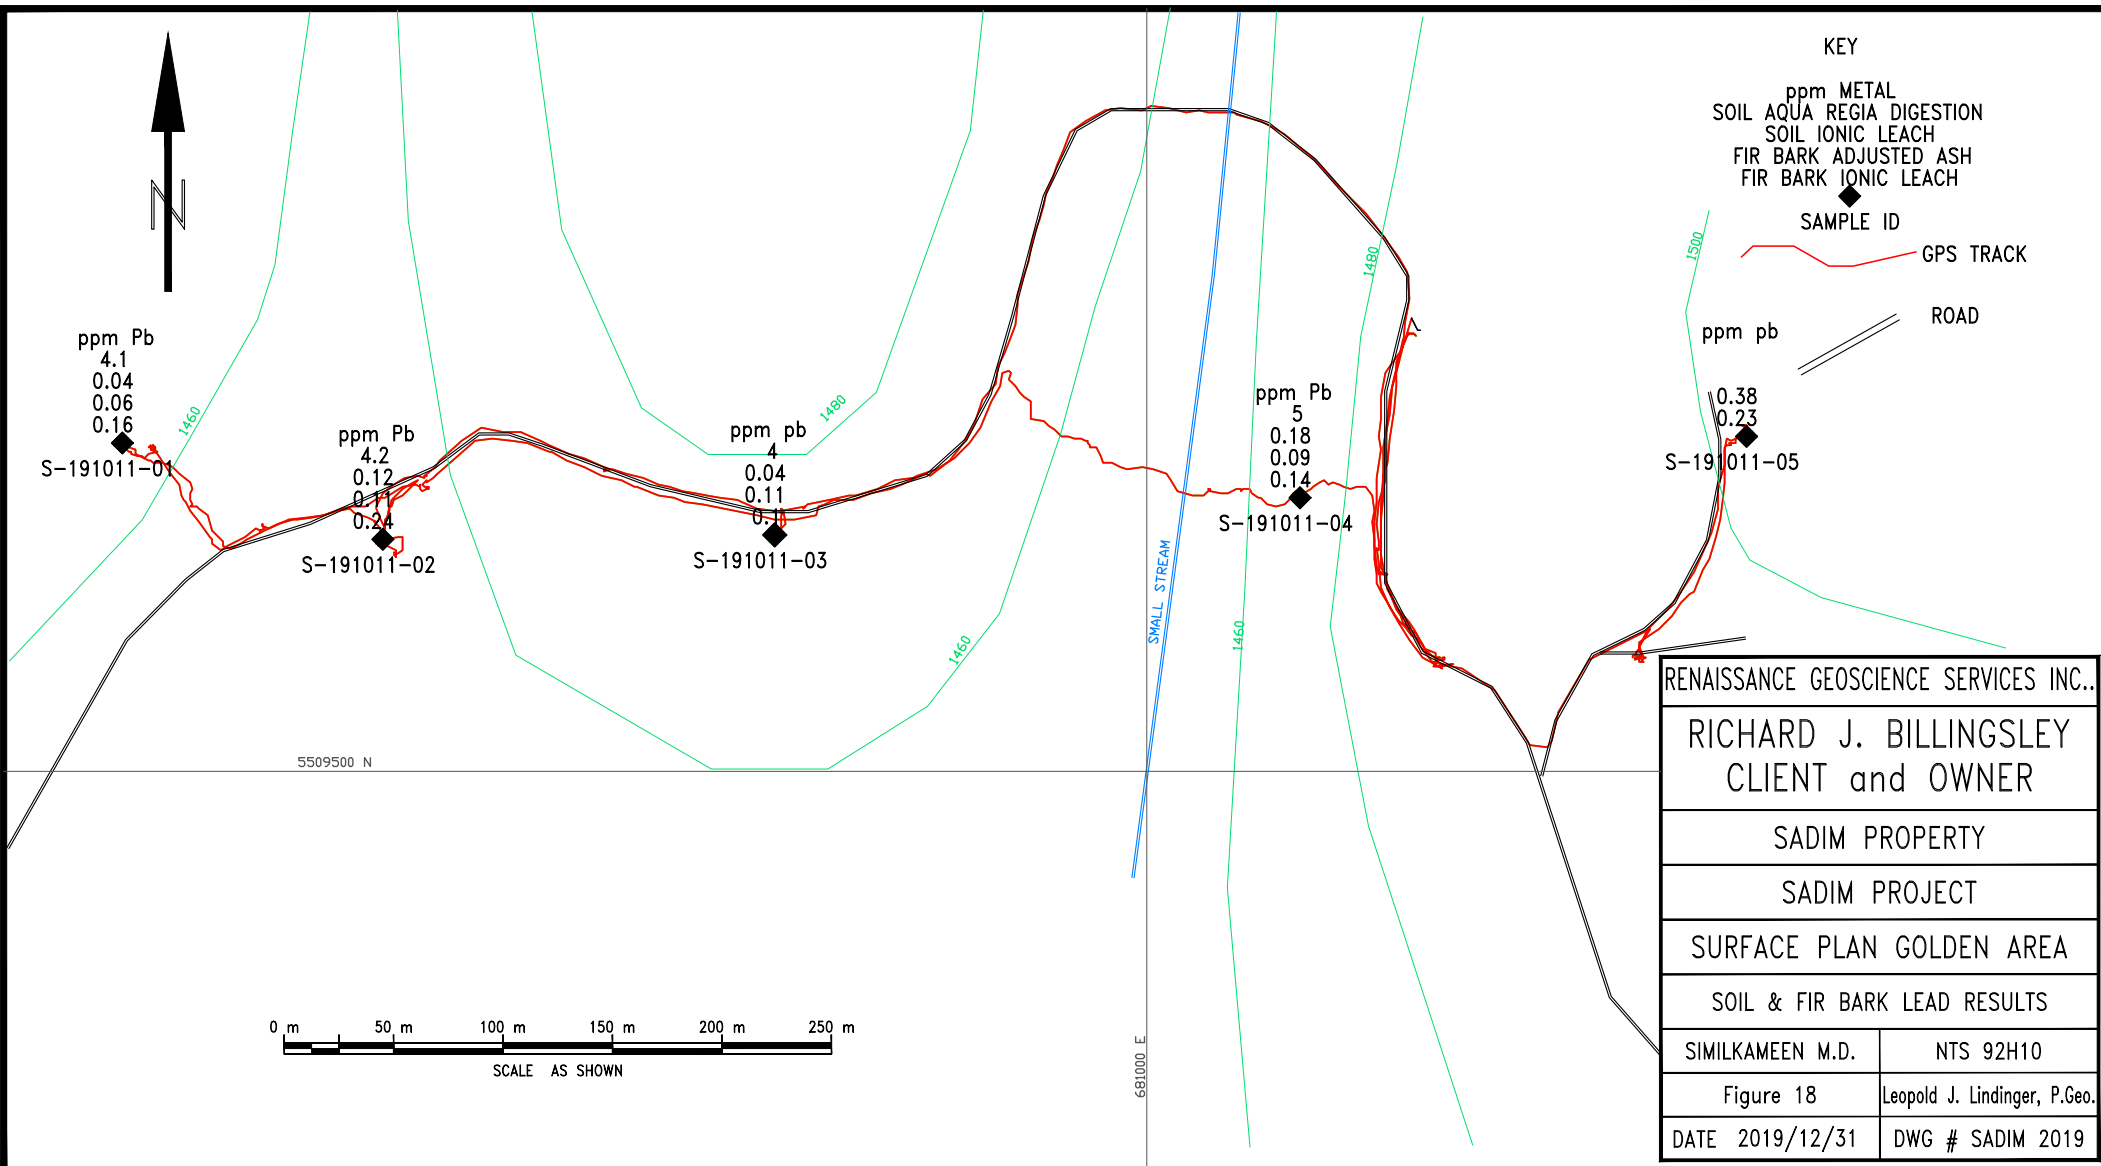 KEY
ppm METAL
SOIL AQUA REGIA DIGESTION
SOIL IONIC LEACH
FIR BARK ADJUSTED ASH
FIR BARK IONIC LEACH
SAMPLE ID
GPS TRACK
ROAD
N
1500
1480
1480
1460
1460
1460
SMALL STREAM
ppm Pb
4.1
0.04
0.06
0.16
S-191011-01
ppm Pb
4.2
0.12
0.11
0.24
S-191011-02
ppm pb
4
0.04
0.11
0.1
S-191011-03
ppm Pb
5
0.18
0.09
0.14
S-191011-04
ppm pb
0.38
0.23
S-191011-05
5509500 N
681000 E
0 m 50 m 100 m 150 m 200 m 250 m
SCALE AS SHOWN
RENAISSANCE GEOSCIENCE SERVICES INC..
RICHARD J. BILLINGSLEY
CLIENT and OWNER
SADIM PROPERTY
SADIM PROJECT
SURFACE PLAN GOLDEN AREA
SOIL & FIR BARK LEAD RESULTS
SIMILKAMEEN M.D. NTS 92H10
Figure 18 Leopold J. Lindinger, P.Geo.
DATE 2019/12/31 DWG # SADIM 2019